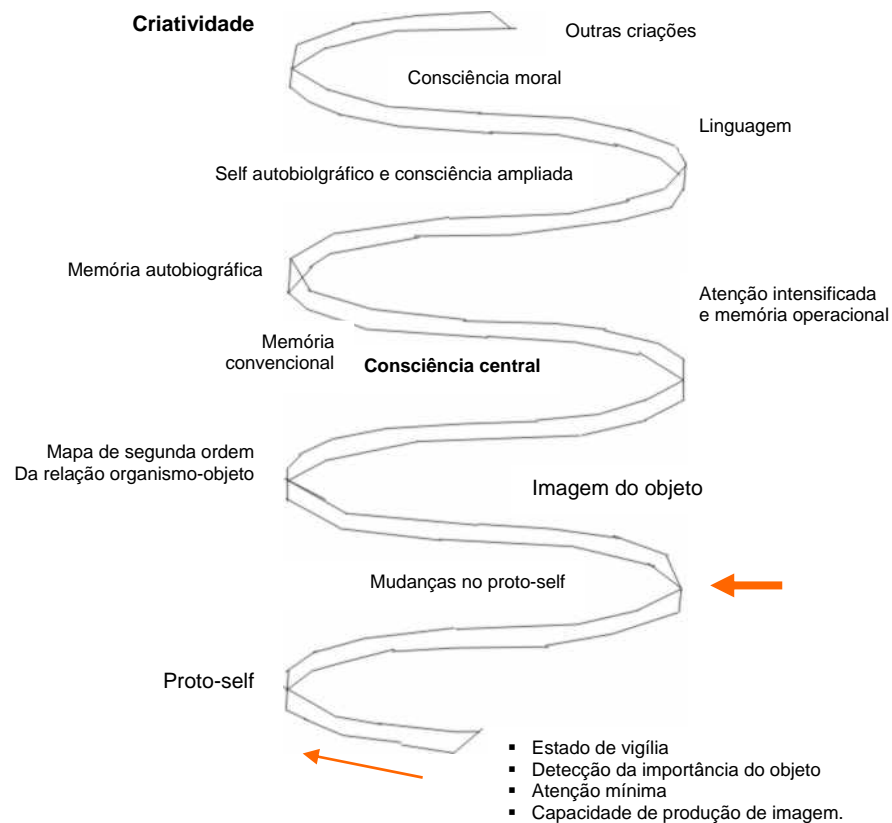 Criatividade
Outras criações
Consciência moral
Linguagem
Self autobiolgráfico e consciência ampliada
Memória autobiográfica
Atenção intensificada
e memória operacional
Memória
convencional
Consciência central
Mapa de segunda ordem
Da relação organismo-objeto
Imagem do objeto
Mudanças no proto-self
Proto-self
▪ Estado de vigília
▪ Detecção da importância do objeto
▪ Atenção mínima
▪ Capacidade de produção de imagem.